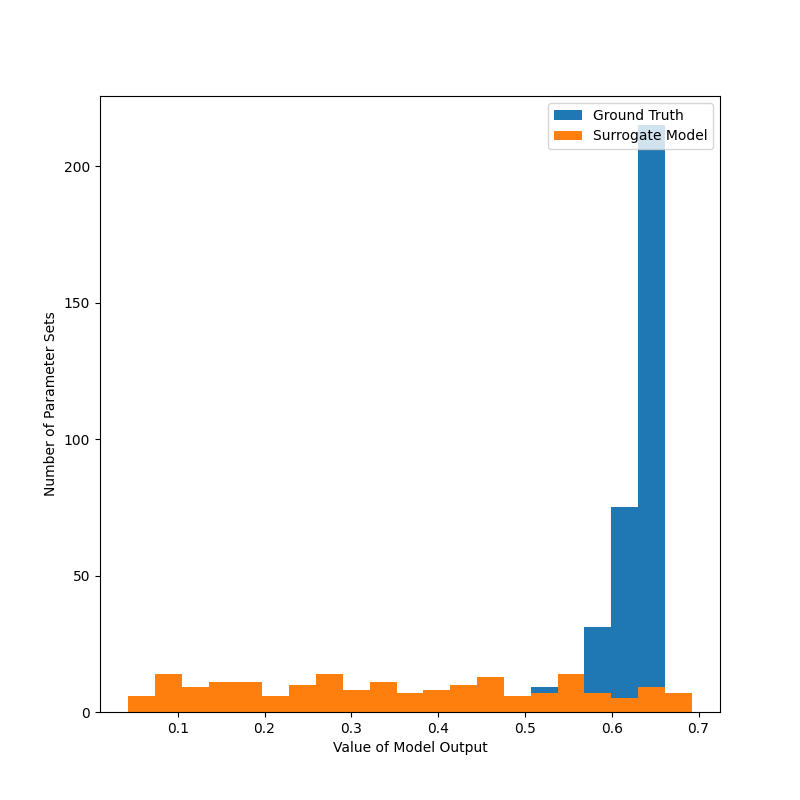 Ground Truth
Surrogate Model
200
150
100
50
0
Number of Parameter Sets
0.1 0.2 0.3 0.4 0.5 0.6 0.7
Value of Model Output